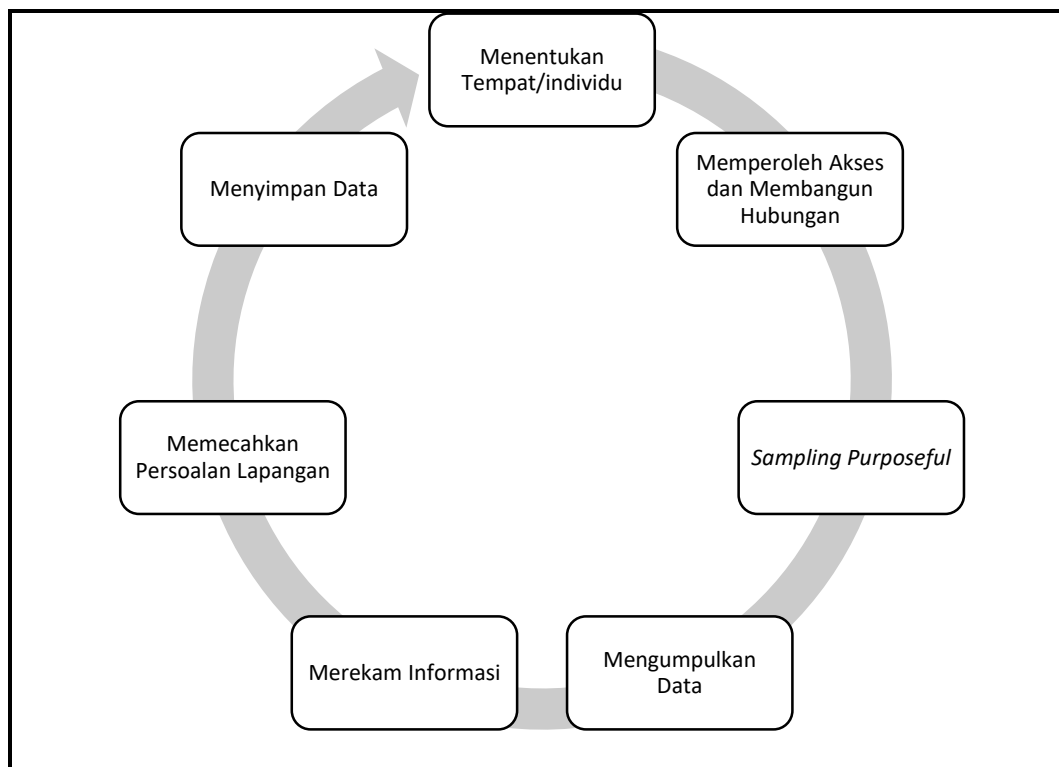 Menentukan
Tempat/individu
Memperoleh Akses
dan Membangun
Hubungan
Sampling Purposeful
Mengumpulkan
Data
Merekam Informasi
Memecahkan
Persoalan Lapangan
Menyimpan Data